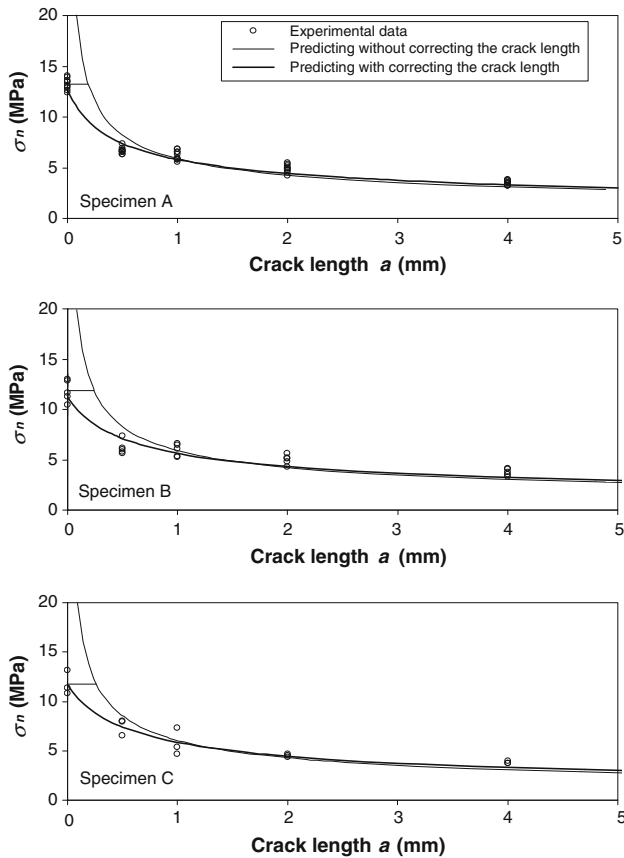 20
15
10
5
0
σn (MPa)
Experimental data
Predicting without correcting the crack length
Predicting with correcting the crack length
Specimen A
0 1 2 3 4 5
Crack length a (mm)
20
15
10
5
0
σn (MPa)
Specimen B
0 1 2 3 4 5
Crack length a (mm)
20
15
10
5
0
σn (MPa)
Specimen C
0 1 2 3 4 5
Crack length a (mm)